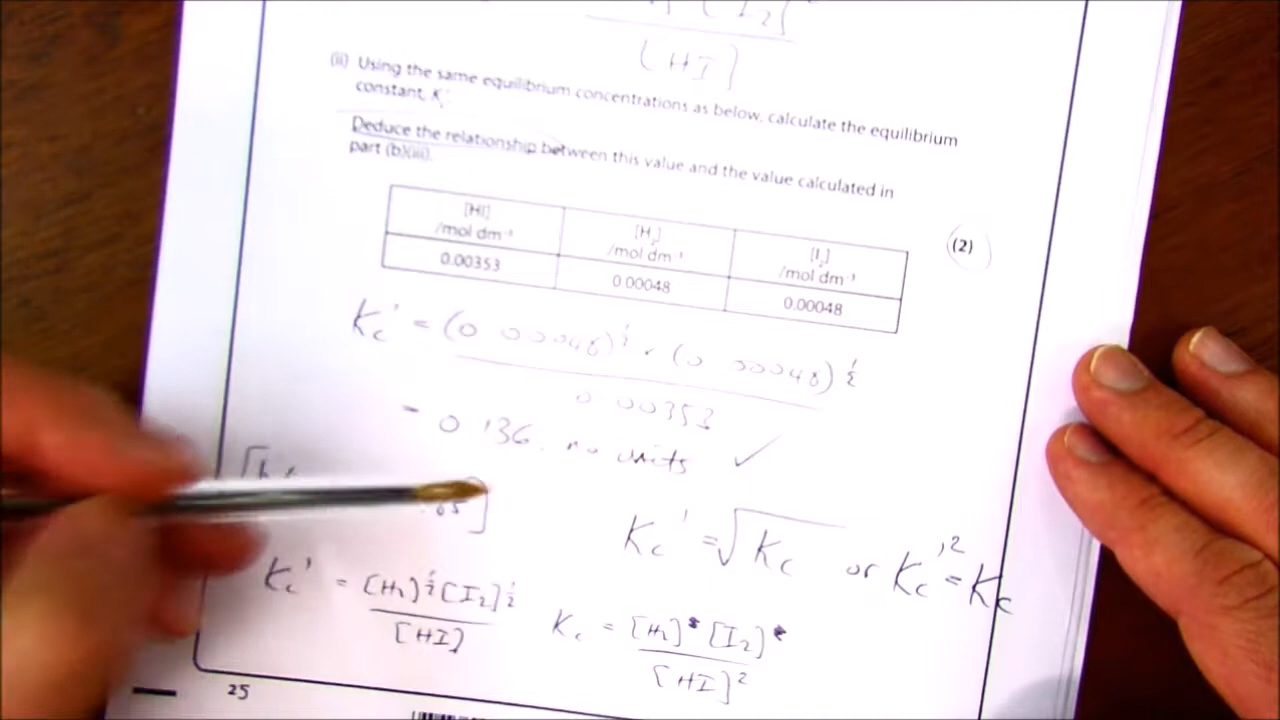 [I₂]
[HI]
(ii) Using the same equilibrium concentrations as below, calculate the equilibrium
constant, K
Deduce the relationship between this value and the value calculated in
part (b)(iii).
(2)
[HI] /mol dm⁻³
[H₂] /mol dm⁻³
[I₂] /mol dm⁻³
0.00353
0.00048
0.00048
Kc' = (0.00048)^½ × (0.00048)^½
0.00353
= 0.136. no units ✓
Kc' = √Kc or Kc'² = Kc
Kc' = [H₂]^½[I₂]^½
[HI]
Kc = [H₂] [I₂]
[HI]²
25